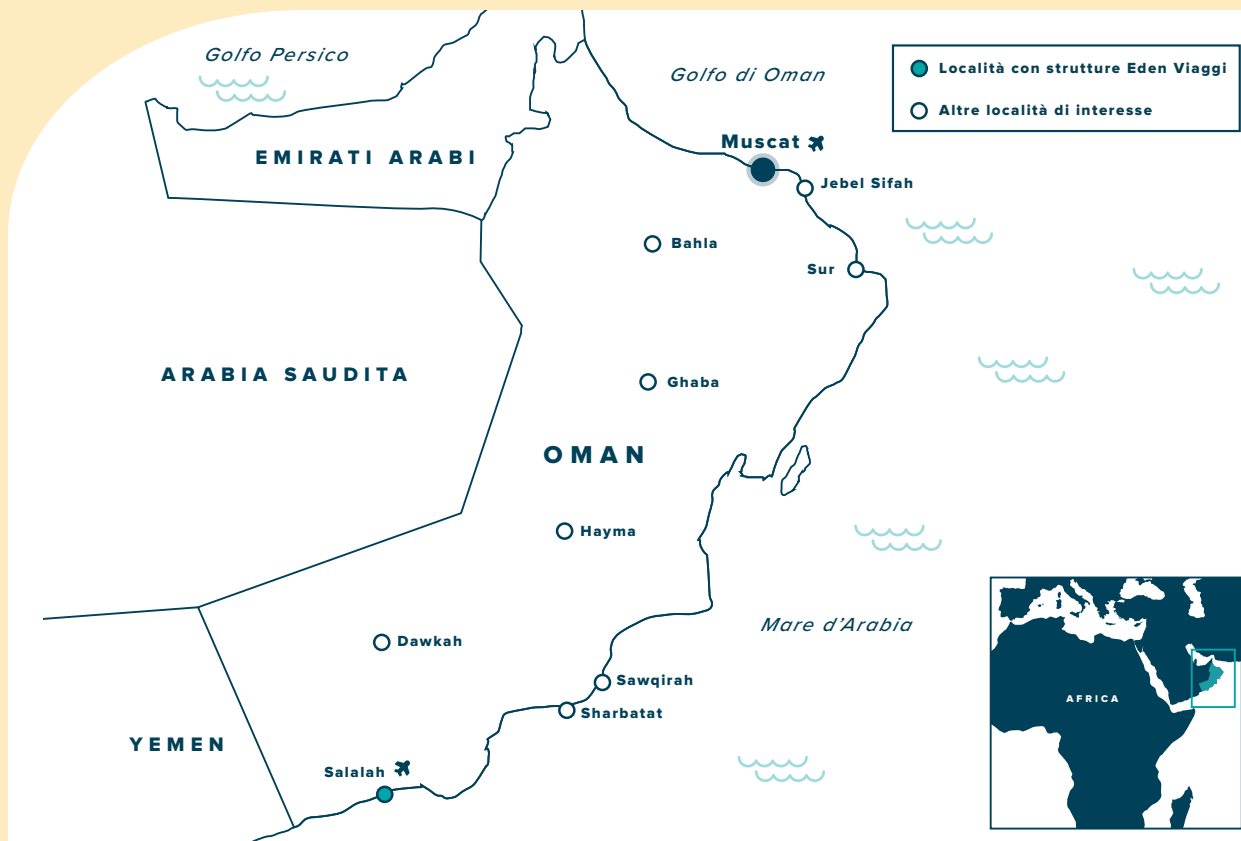 Golfo Persico
Golfo di Oman
Località con strutture Eden Viaggi
Altre località di interesse
Muscat
EMIRATI ARABI
Jebel Sifah
Bahla
Sur
ARABIA SAUDITA
Ghaba
OMAN
Hayma
Mare d'Arabia
Dawkah
Sawqirah
Sharbatat
AFRICA
YEMEN
Salalah